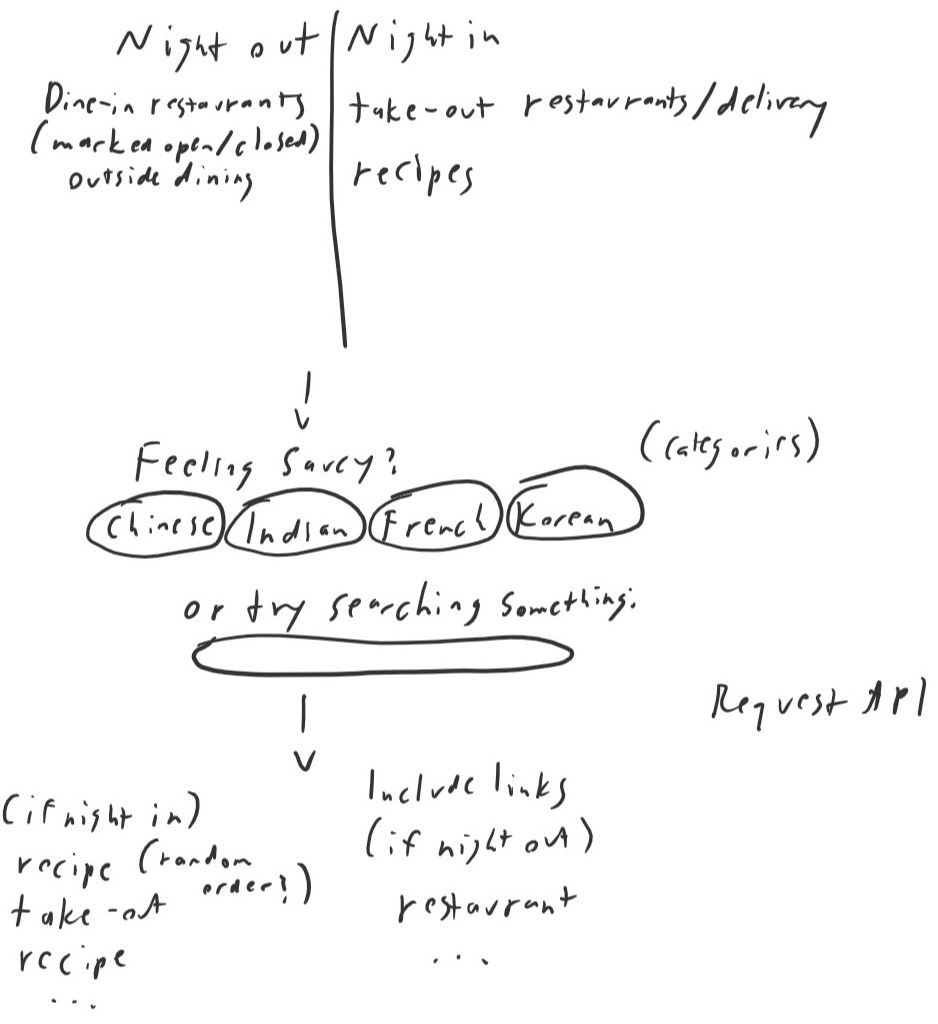 Night out | Night in
Dine-in restaurants
(marked open/closed)
outside dining
take-out restaurants/delivery
recipes
Feeling Saucy?
(categories)
Chinese Indian French Korean
or try searching something:
Request API
(if night in)
recipe (random order?)
take-out
recipe
...
Include links
(if night out)
restaurant
...